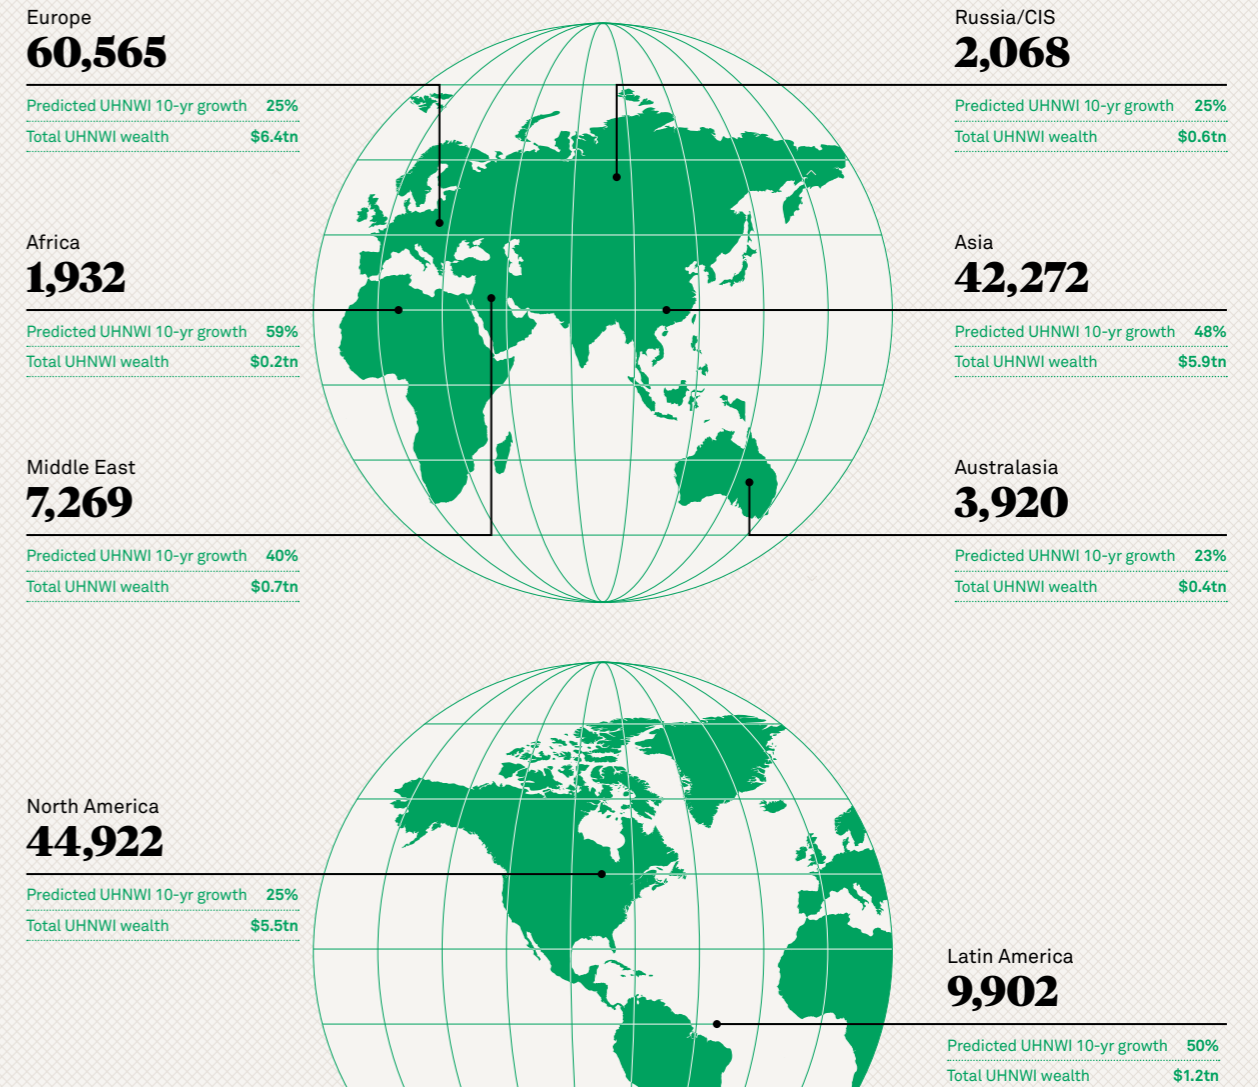 Europe
60,565
Predicted UHNWI 10-yr growth 25%
Total UHNWI wealth $6.4tn
Russia/CIS
2,068
Predicted UHNWI 10-yr growth 25%
Total UHNWI wealth $0.6tn
Africa
1,932
Predicted UHNWI 10-yr growth 59%
Total UHNWI wealth $0.2tn
Asia
42,272
Predicted UHNWI 10-yr growth 48%
Total UHNWI wealth $5.9tn
Middle East
7,269
Predicted UHNWI 10-yr growth 40%
Total UHNWI wealth $0.7tn
Australasia
3,920
Predicted UHNWI 10-yr growth 23%
Total UHNWI wealth $0.4tn
North America
44,922
Predicted UHNWI 10-yr growth 25%
Total UHNWI wealth $5.5tn
Latin America
9,902
Predicted UHNWI 10-yr growth 50%
Total UHNWI wealth $1.2tn